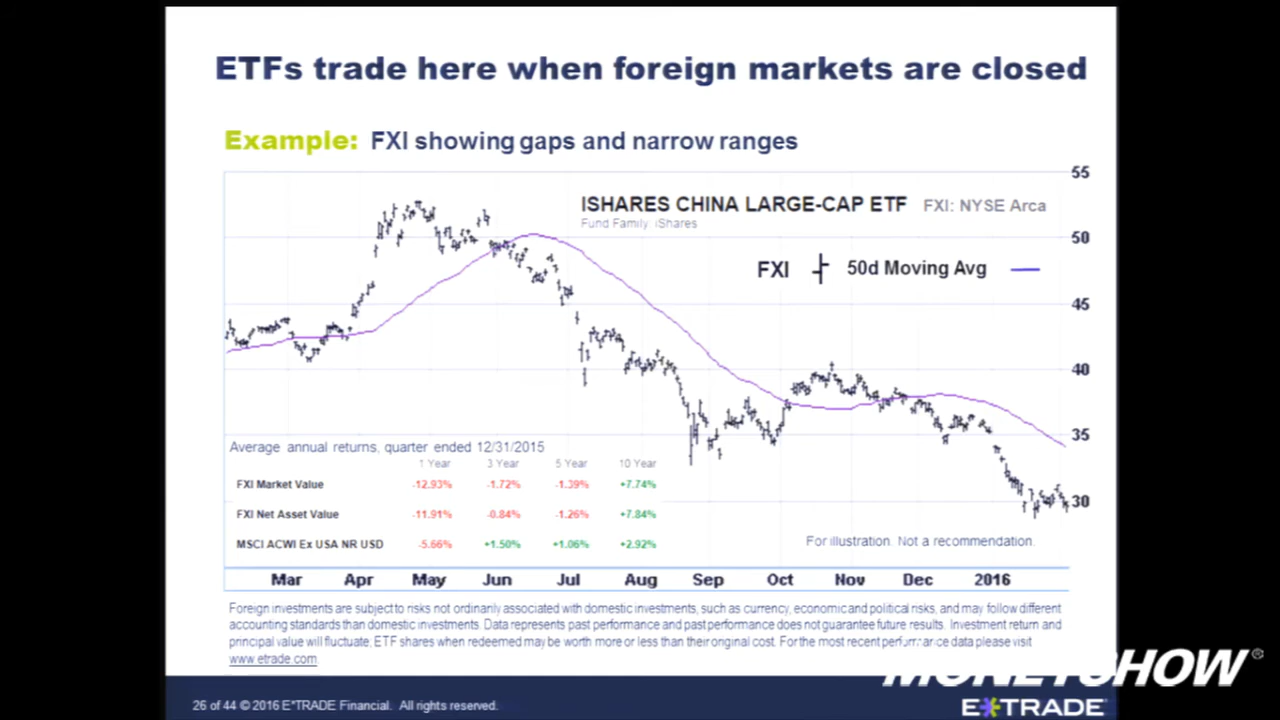 ETFs trade here when foreign markets are closed
Example: FXI showing gaps and narrow ranges
55
ISHARES CHINA LARGE-CAP ETF FXI: NYSE Arca
Fund Family: iShares
50
FXI 50d Moving Avg
45
40
35
Average annual returns, quarter ended 12/31/2015
1 Year 3 Year 5 Year 10 Year
FXI Market Value -12.93% -1.72% -1.39% +7.74%
30
FXI Net Asset Value -11.91% -0.84% -1.26% +7.84%
MSCI ACWI Ex USA NR USD -5.66% +1.50% +1.06% +2.92%
For illustration. Not a recommendation.
Mar Apr May Jun Jul Aug Sep Oct Nov Dec 2016
Foreign investments are subject to risks not ordinarily associated with domestic investments, such as currency, economic and political risks, and may follow different
accounting standards than domestic investments. Data represents past performance and past performance does not guarantee future results. Investment return and
principal value will fluctuate; ETF shares when redeemed may be worth more or less than their original cost. For the most recent performance data please visit
www.etrade.com.
MONEYSHOW®
26 of 44 © 2016 E*TRADE Financial. All rights reserved.
E*TRADE